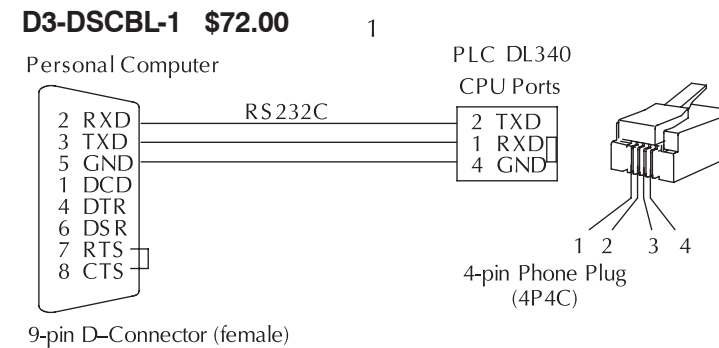 D3-DSCBL-1 $72.00
1
Personal Computer
PLC DL340
CPU Ports
RS232C
2 RXD
3 TXD
5 GND
1 DCD
4 DTR
6 DSR
7 RTS
8 CTS
2 TXD
1 RXD
4 GND
1 2 3 4
4-pin Phone Plug
(4P4C)
9-pin D–Connector (female)